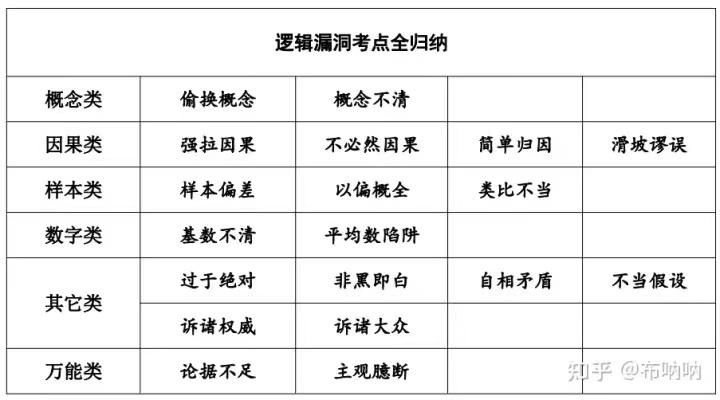 逻辑漏洞考点全归纳
概念类 偷换概念 概念不清
因果类 强拉因果 不必然因果 简单归因 滑坡谬误
样本类 样本偏差 以偏概全 类比不当
数字类 基数不清 平均数陷阱
其它类 过于绝对 非黑即白 自相矛盾 不当假设
诉诸权威 诉诸大众
万能类 论据不足 主观臆断
知乎 @布呐呐